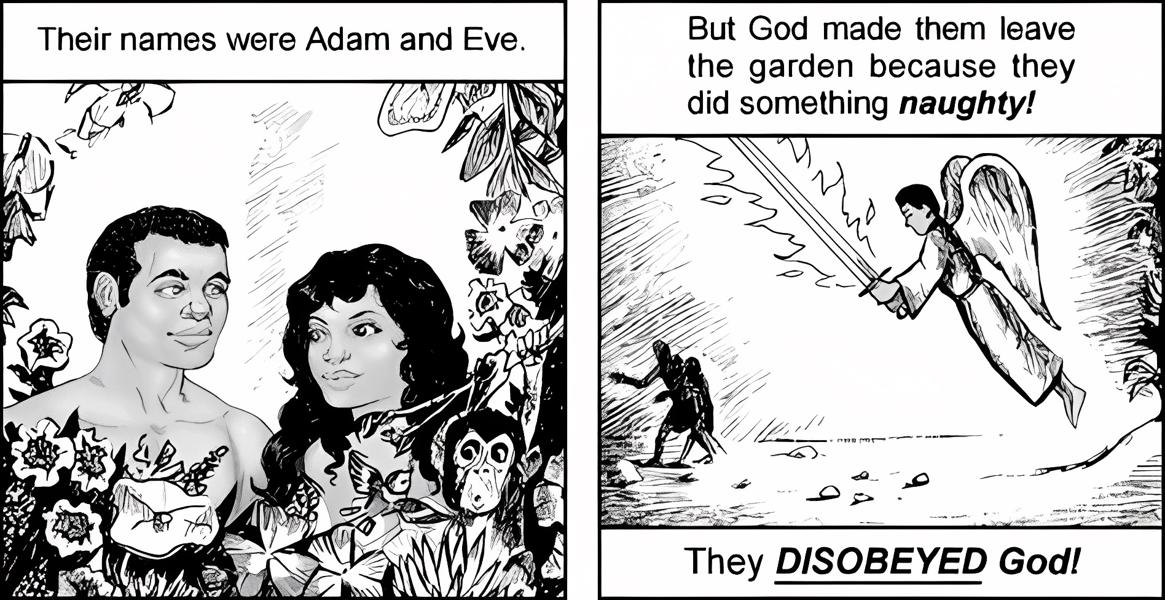 Their names were Adam and Eve.
But God made them leave
the garden because they
did something naughty!
They DISOBEYED God!